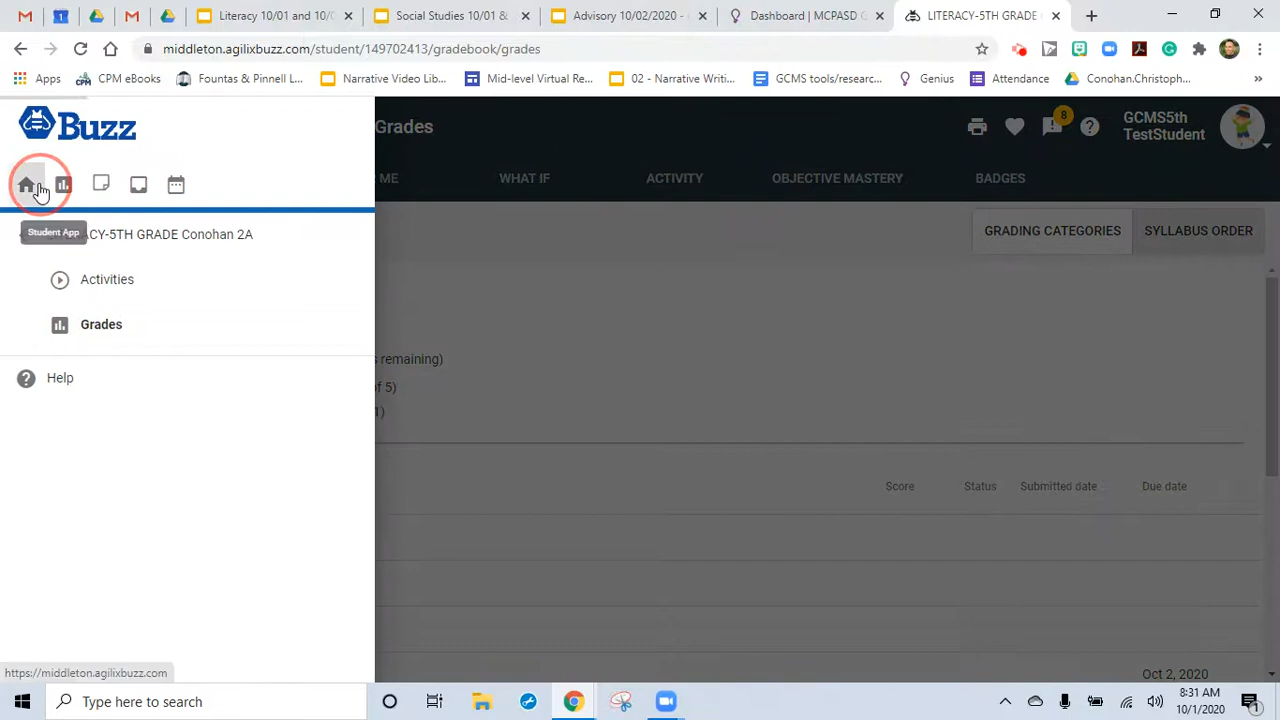 Literacy 10/01 and 10/0
Social Studies 10/01 &
Advisory 10/02/2020 -
Dashboard | MCPASD C
LITERACY-5TH GRADE
middleton.agilixbuzz.com/student/149702413/gradebook/grades
Apps
CPM eBooks
Fountas & Pinnell L...
Narrative Video Lib...
Mid-level Virtual Re...
02 - Narrative Writi...
GCMS tools/researc...
Genius
Attendance
Conohan.Christoph...
»
Buzz
Grades
8
GCMS5th
TestStudent
ME
WHAT IF
ACTIVITY
OBJECTIVE MASTERY
BADGES
Student App
ACY-5TH GRADE Conohan 2A
GRADING CATEGORIES
SYLLABUS ORDER
Activities
Grades
Help
s remaining)
of 5)
1)
Score
Status
Submitted date
Due date
Oct 2, 2020
https://middleton.agilixbuzz.com
Type here to search
8:31 AM
10/1/2020
1